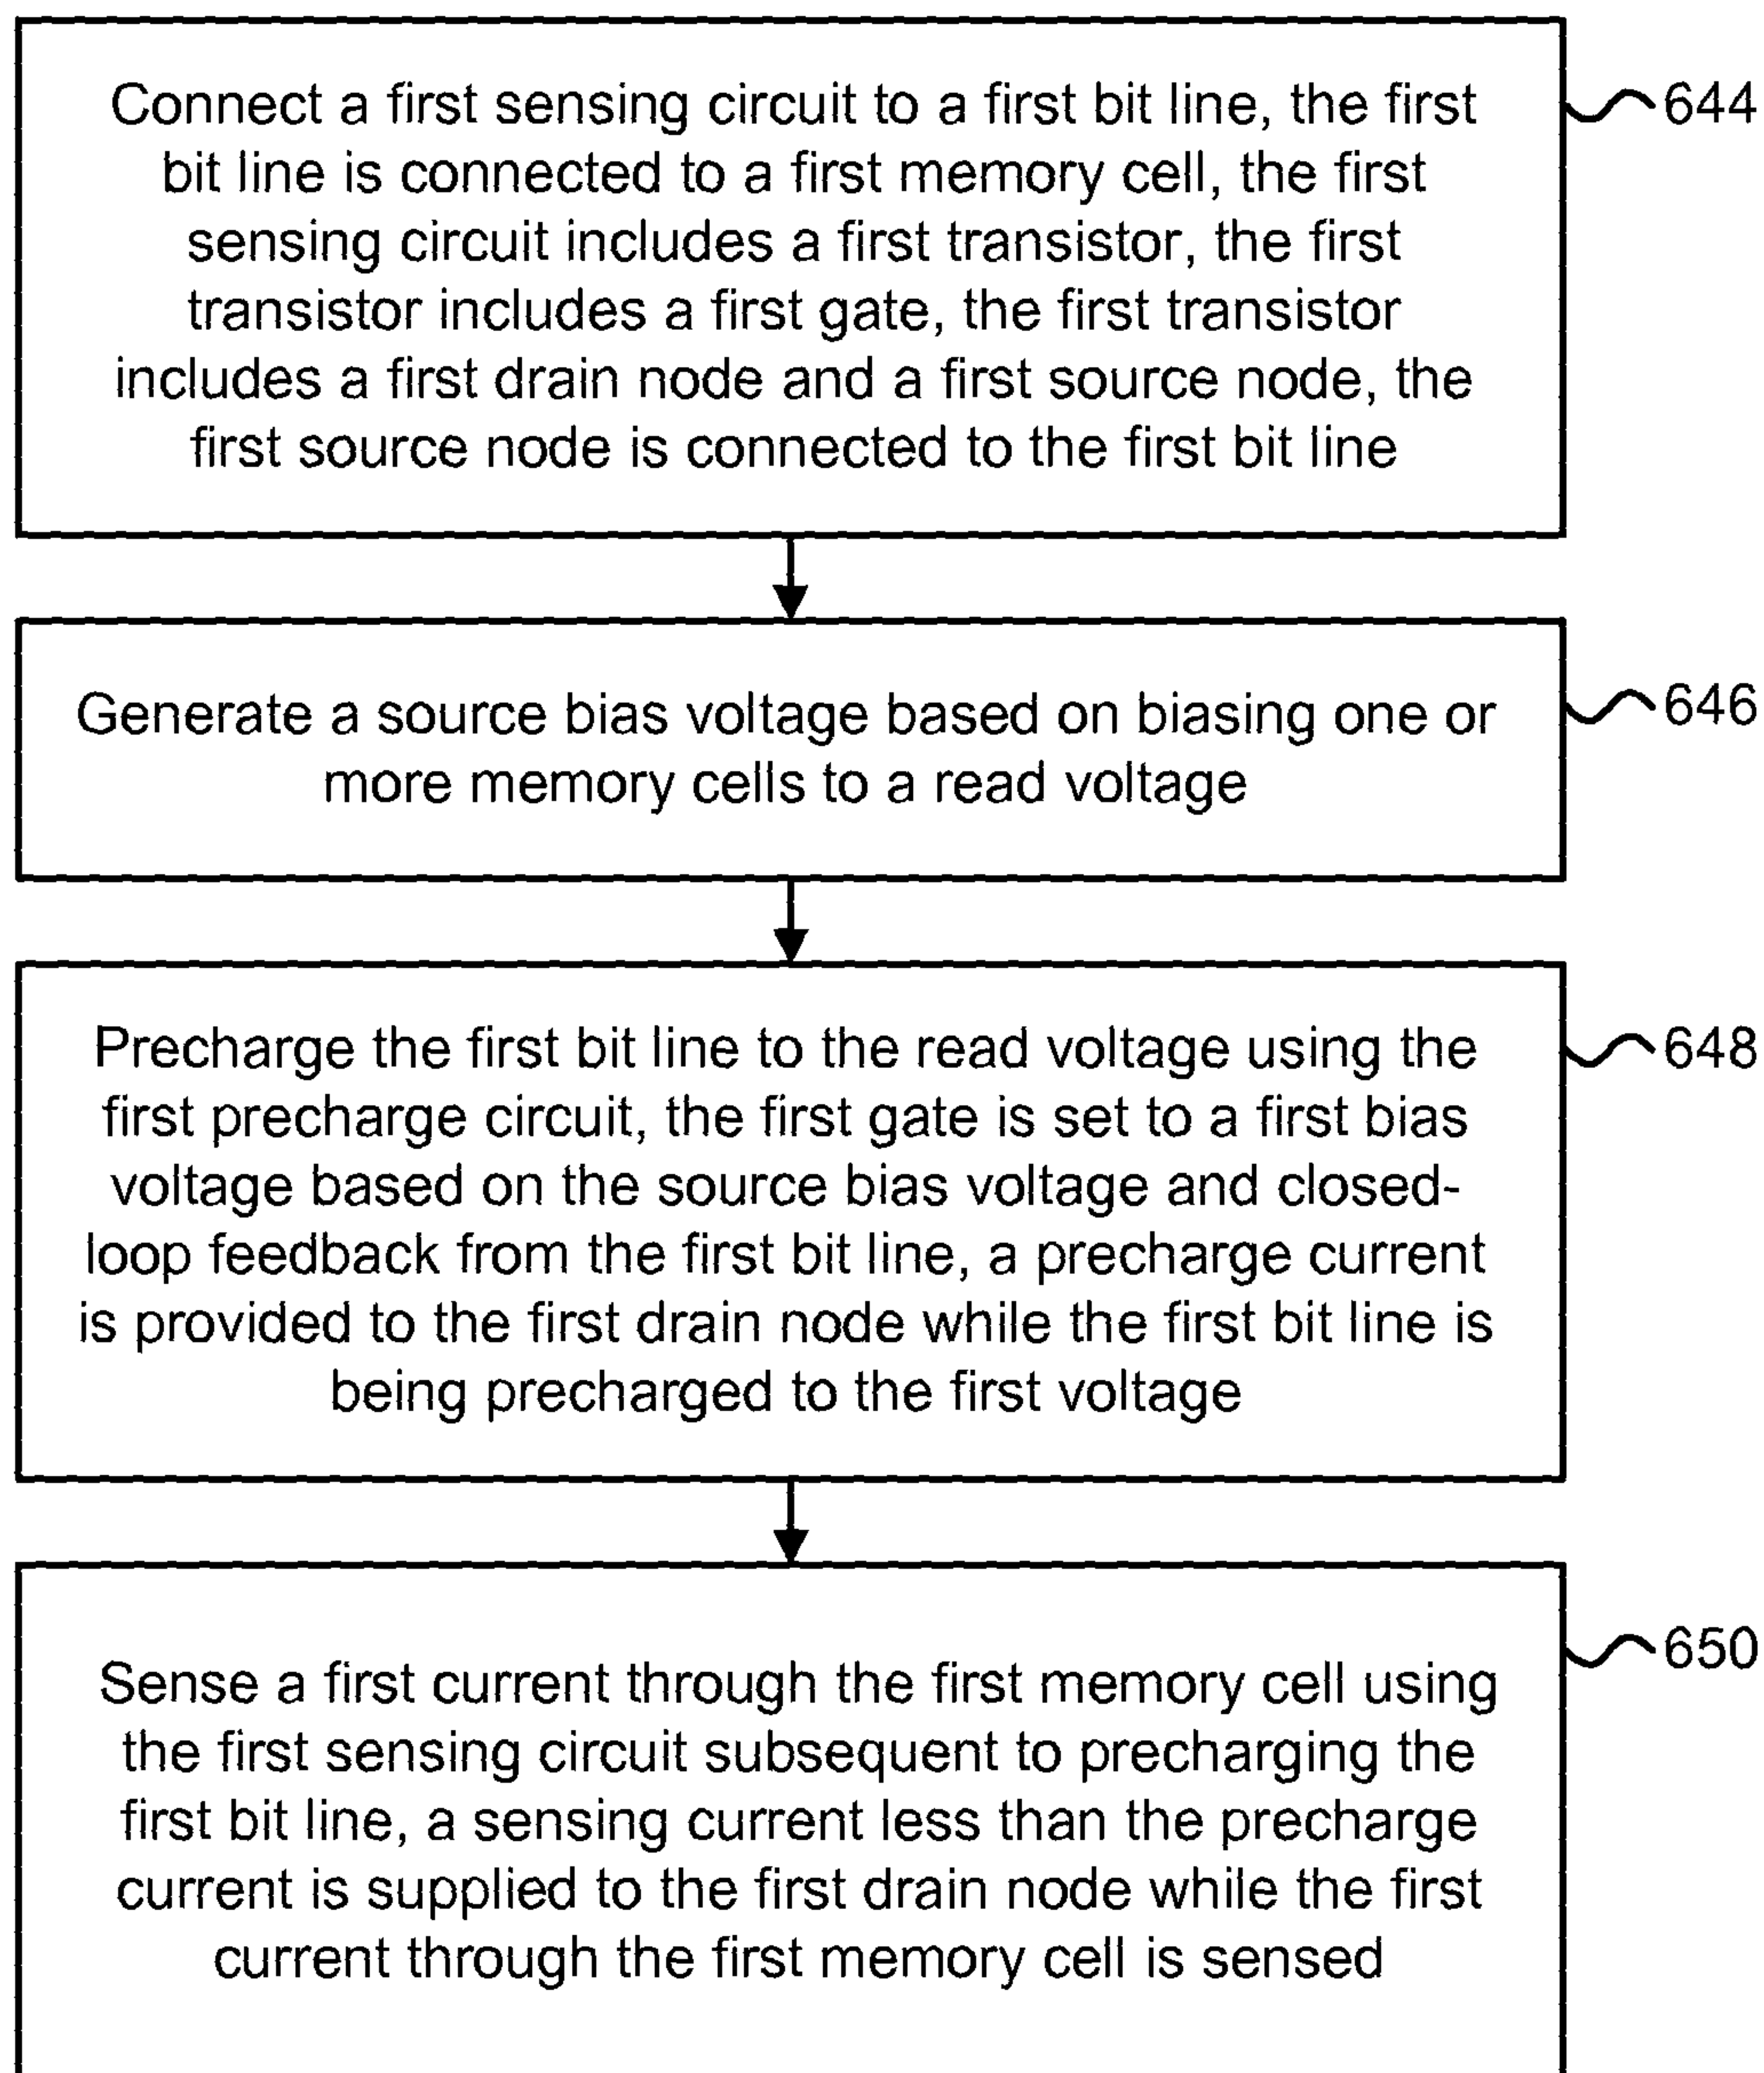 Connect a first sensing circuit to a first bit line, the first
bit line is connected to a first memory cell, the first
sensing circuit includes a first transistor, the first
transistor includes a first gate, the first transistor
includes a first drain node and a first source node, the
first source node is connected to the first bit line
644
Generate a source bias voltage based on biasing one or
more memory cells to a read voltage
646
Precharge the first bit line to the read voltage using the
first precharge circuit, the first gate is set to a first bias
voltage based on the source bias voltage and closed-
loop feedback from the first bit line, a precharge current
is provided to the first drain node while the first bit line is
being precharged to the first voltage
648
Sense a first current through the first memory cell using
the first sensing circuit subsequent to precharging the
first bit line, a sensing current less than the precharge
current is supplied to the first drain node while the first
current through the first memory cell is sensed
650